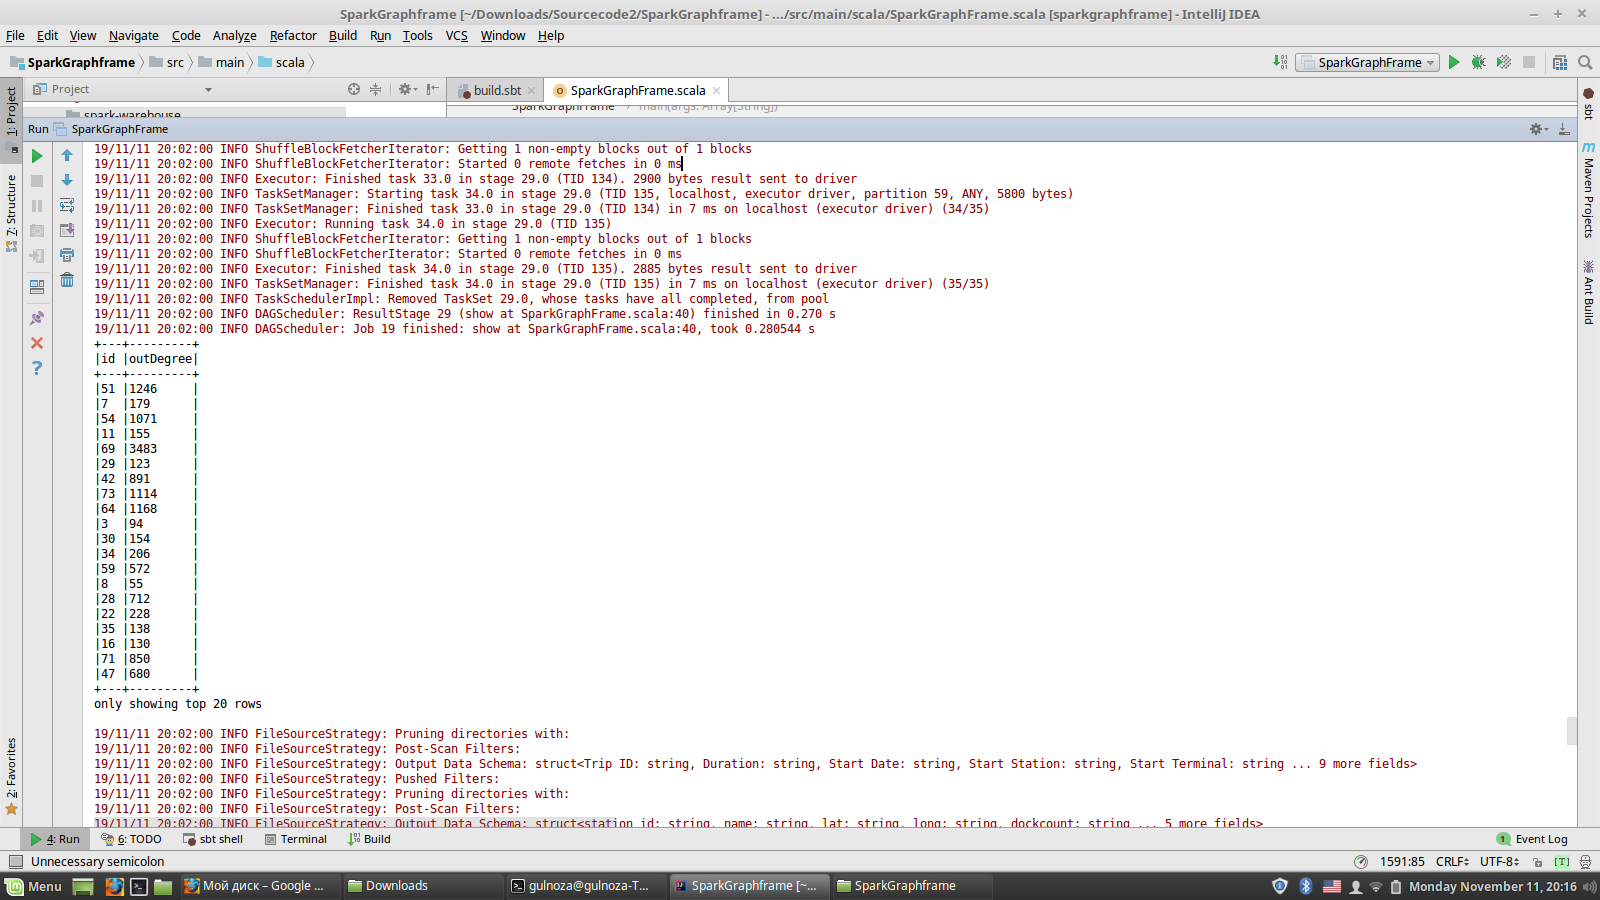 SparkGraphframe [~/Downloads/Sourcecode2/SparkGraphframe] - .../src/main/scala/SparkGraphFrame.scala [sparkgraphframe] - IntelliJ IDEA
File Edit View Navigate Code Analyze Refactor Build Run Tools VCS Window Help
SparkGraphframe src main scala SparkGraphFrame
Project build.sbt SparkGraphFrame.scala
SparkGraphFrame main(args: Array[String])
spark-warehouse
Run SparkGraphFrame
1: Project
7: Structure
2: Favorites
sbt
Maven Projects
Ant Build
19/11/11 20:02:00 INFO ShuffleBlockFetcherIterator: Getting 1 non-empty blocks out of 1 blocks
19/11/11 20:02:00 INFO ShuffleBlockFetcherIterator: Started 0 remote fetches in 0 ms
19/11/11 20:02:00 INFO Executor: Finished task 33.0 in stage 29.0 (TID 134). 2900 bytes result sent to driver
19/11/11 20:02:00 INFO TaskSetManager: Starting task 34.0 in stage 29.0 (TID 135, localhost, executor driver, partition 59, ANY, 5800 bytes)
19/11/11 20:02:00 INFO TaskSetManager: Finished task 33.0 in stage 29.0 (TID 134) in 7 ms on localhost (executor driver) (34/35)
19/11/11 20:02:00 INFO Executor: Running task 34.0 in stage 29.0 (TID 135)
19/11/11 20:02:00 INFO ShuffleBlockFetcherIterator: Getting 1 non-empty blocks out of 1 blocks
19/11/11 20:02:00 INFO ShuffleBlockFetcherIterator: Started 0 remote fetches in 0 ms
19/11/11 20:02:00 INFO Executor: Finished task 34.0 in stage 29.0 (TID 135). 2885 bytes result sent to driver
19/11/11 20:02:00 INFO TaskSetManager: Finished task 34.0 in stage 29.0 (TID 135) in 7 ms on localhost (executor driver) (35/35)
19/11/11 20:02:00 INFO TaskSchedulerImpl: Removed TaskSet 29.0, whose tasks have all completed, from pool
19/11/11 20:02:00 INFO DAGScheduler: ResultStage 29 (show at SparkGraphFrame.scala:40) finished in 0.270 s
19/11/11 20:02:00 INFO DAGScheduler: Job 19 finished: show at SparkGraphFrame.scala:40, took 0.280544 s
+---+---------+
|id |outDegree|
+---+---------+
|51 |1246     |
|7  |179      |
|54 |1071     |
|11 |155      |
|69 |3483     |
|29 |123      |
|42 |891      |
|73 |1114     |
|64 |1168     |
|3  |94       |
|30 |154      |
|34 |206      |
|59 |572      |
|8  |55       |
|28 |712      |
|22 |228      |
|35 |138      |
|16 |130      |
|71 |850      |
|47 |680      |
+---+---------+
only showing top 20 rows
19/11/11 20:02:00 INFO FileSourceStrategy: Pruning directories with:
19/11/11 20:02:00 INFO FileSourceStrategy: Post-Scan Filters:
19/11/11 20:02:00 INFO FileSourceStrategy: Output Data Schema: struct<Trip ID: string, Duration: string, Start Date: string, Start Station: string, Start Terminal: string ... 9 more fields>
19/11/11 20:02:00 INFO FileSourceStrategy: Pushed Filters:
19/11/11 20:02:00 INFO FileSourceStrategy: Pruning directories with:
19/11/11 20:02:00 INFO FileSourceStrategy: Post-Scan Filters:
19/11/11 20:02:00 INFO FileSourceStrategy: Output Data Schema: struct<station_id: string, name: string, lat: string, long: string, dockcount: string ... 5 more fields>
4: Run 6: TODO sbt shell Terminal Build 1 Event Log
Unnecessary semicolon 1591:85 CRLF UTF-8 [T]
Menu Мой диск – Google ... Downloads gulnoza@gulnoza-T... SparkGraphframe [~... SparkGraphframe Monday November 11, 20:16